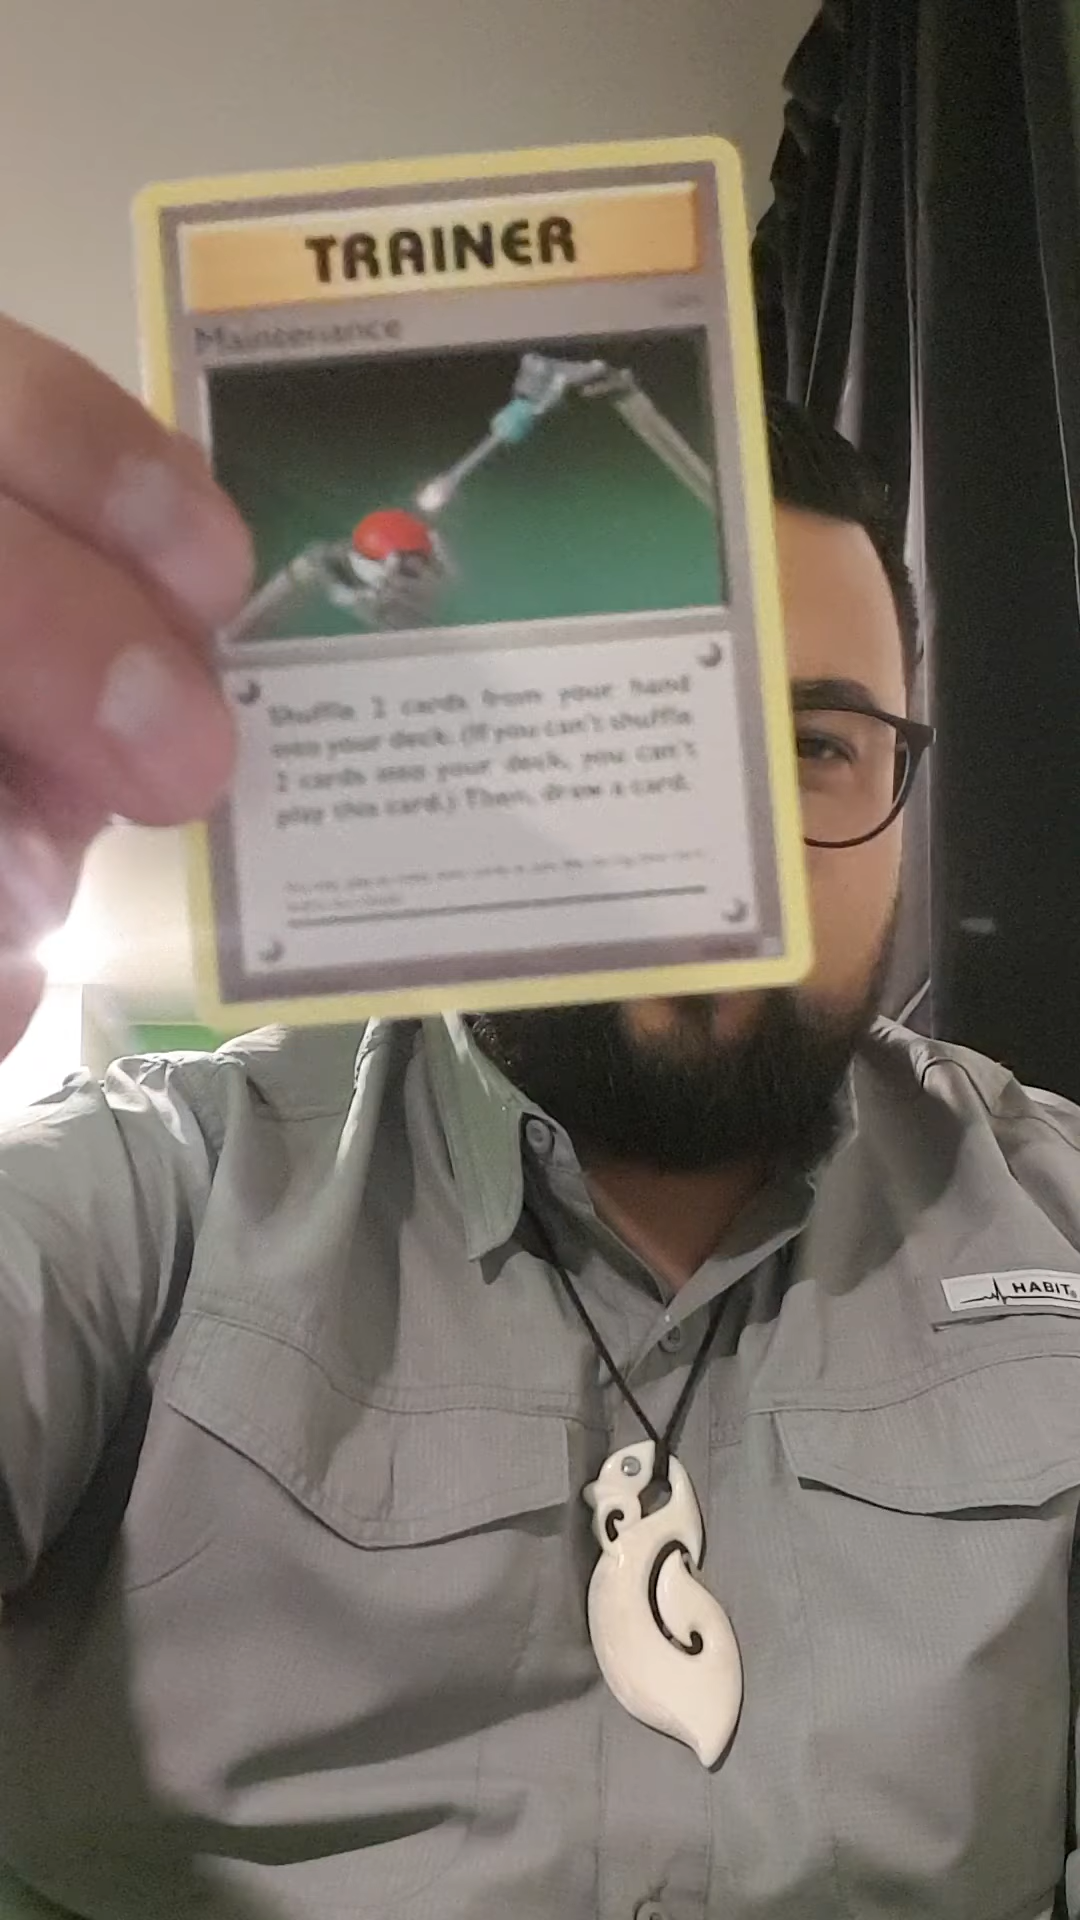 TRAINER
Maintenance
Shuffle 2 cards from your hand
into your deck. (If you can't shuffle
2 cards into your deck, you can't
play this card.) Then, draw a card.
HABIT